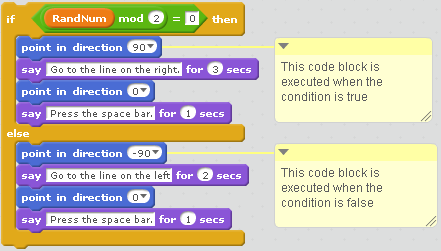 if RandNum mod 2 = 0 then
point in direction 90
say Go to the line on the right. for 3 secs
point in direction 0
say Press the space bar. for 1 secs
else
point in direction -90
say Go to the line on the left for 2 secs
point in direction 0
say Press the space bar. for 1 secs
This code block is
executed when the
condition is true
This code block is
executed when the
condition is false